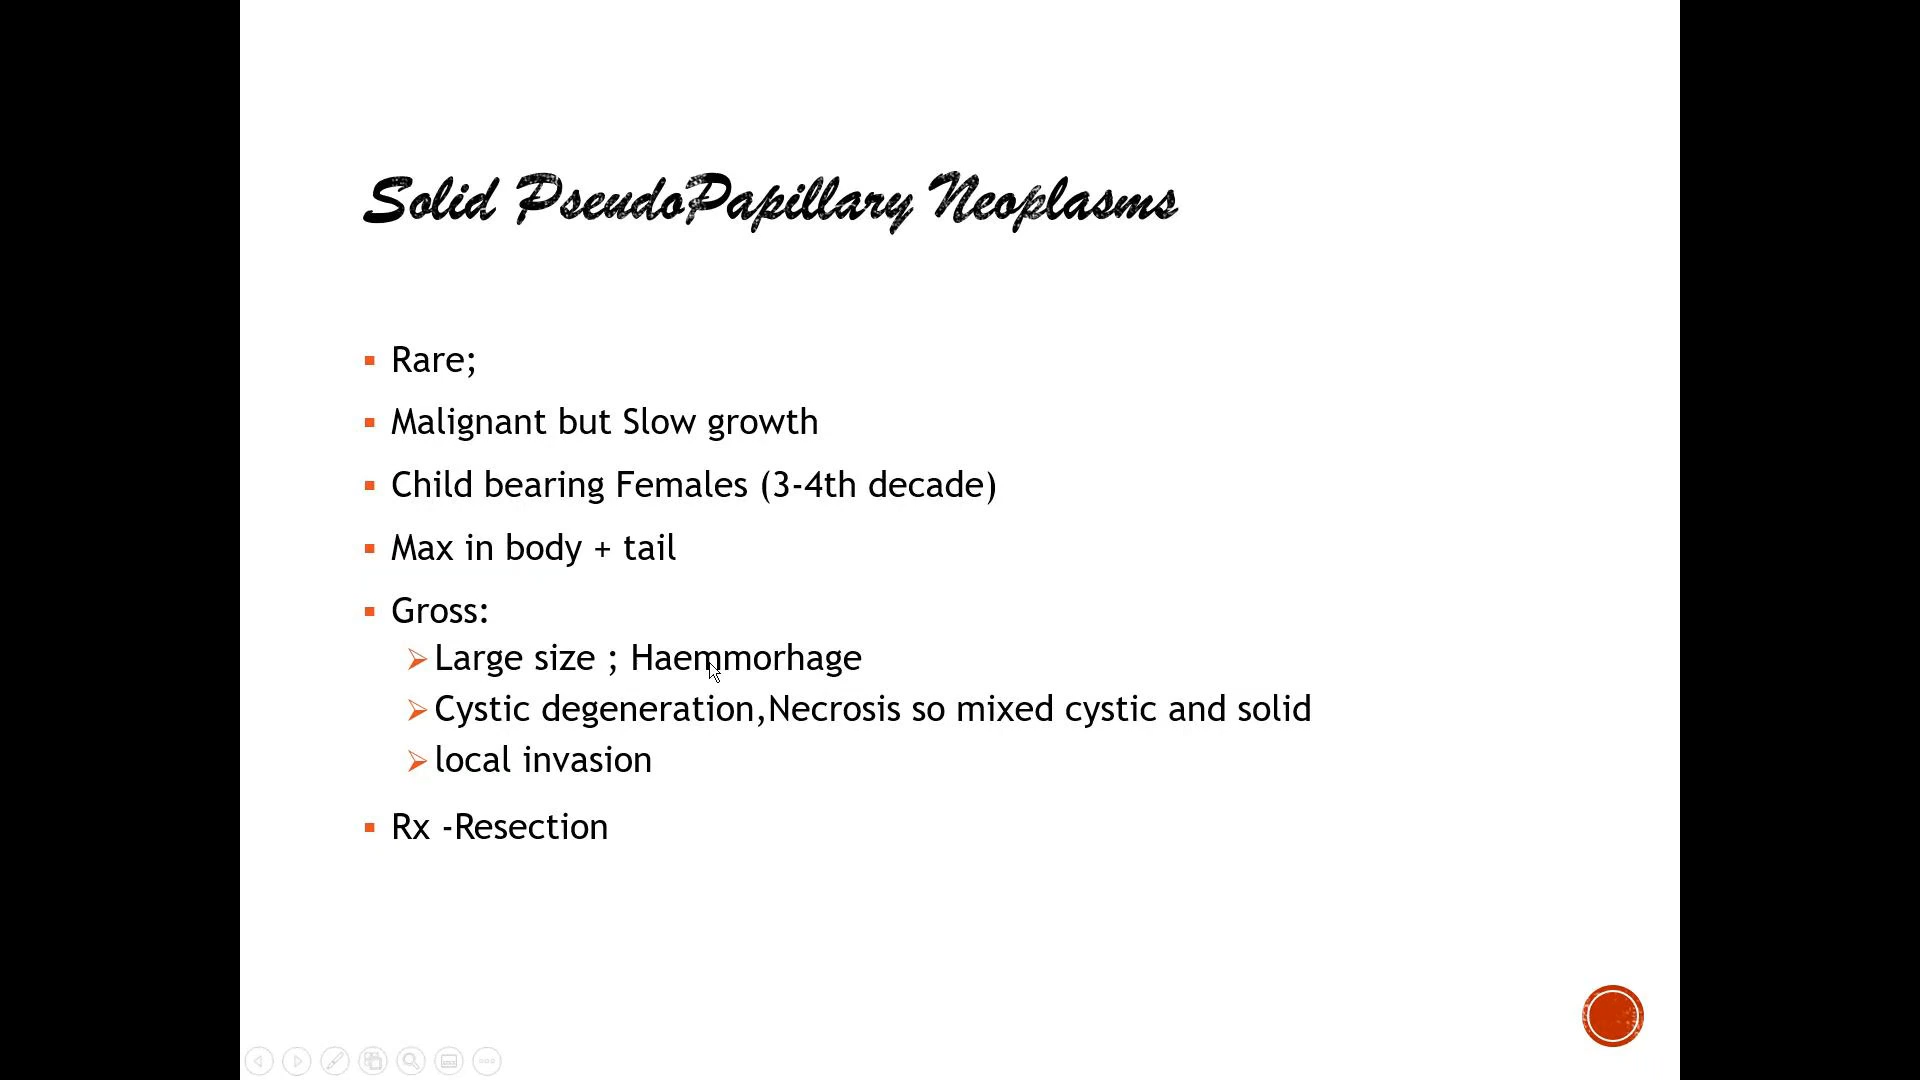 Solid PseudoPapillary Neoplasms
Rare;
Malignant but Slow growth
Child bearing Females (3-4th decade)
Max in body + tail
Gross:
Large size ; Haemmorhage
Cystic degeneration,Necrosis so mixed cystic and solid
local invasion
Rx -Resection